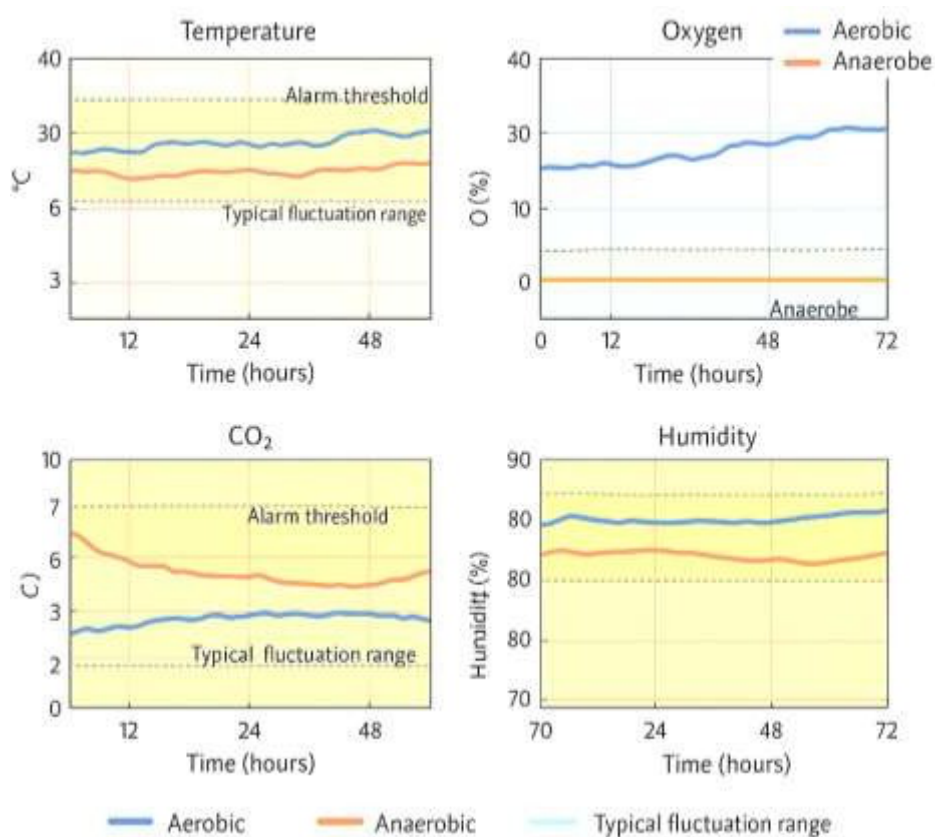 Temperature
40
30
6
3
°C
Alarm threshold
Typical fluctuation range
12
24
48
Time (hours)
Oxygen
Aerobic
Anaerobe
40
30
10
0
O (%)
Anaerobe
0
12
48
72
Time (hours)
CO₂
10
7
6
3
2
0
C)
Alarm threshold
Typical fluctuation range
12
24
48
Time (hours)
Humidity
90
80
80
80
70
(%)
70
24
48
72
Time (hours)
Aerobic
Anaerobic
Typical fluctuation range